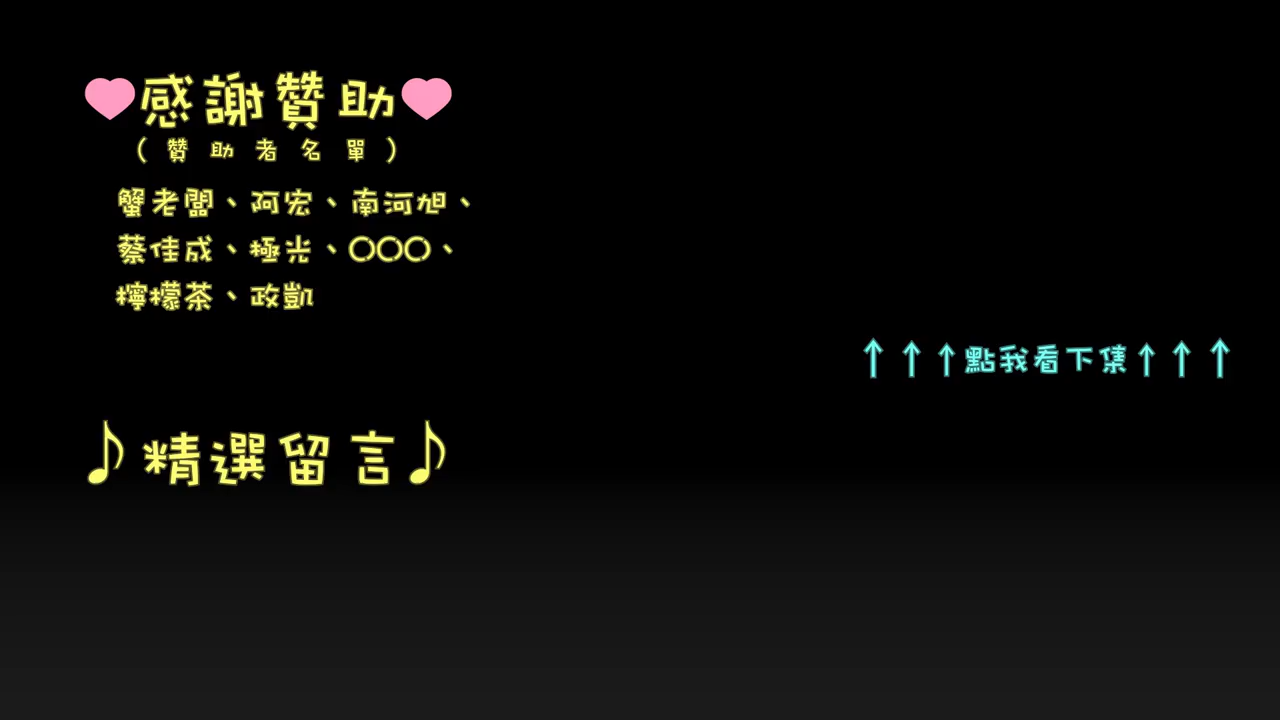 感謝贊助
(贊助者名單)
蟹老闆、阿宏、南河旭、
蔡佳成、極光、〇〇〇、
檸檬茶、政凱
↑↑↑點我看下集↑↑↑
♪精選留言♪